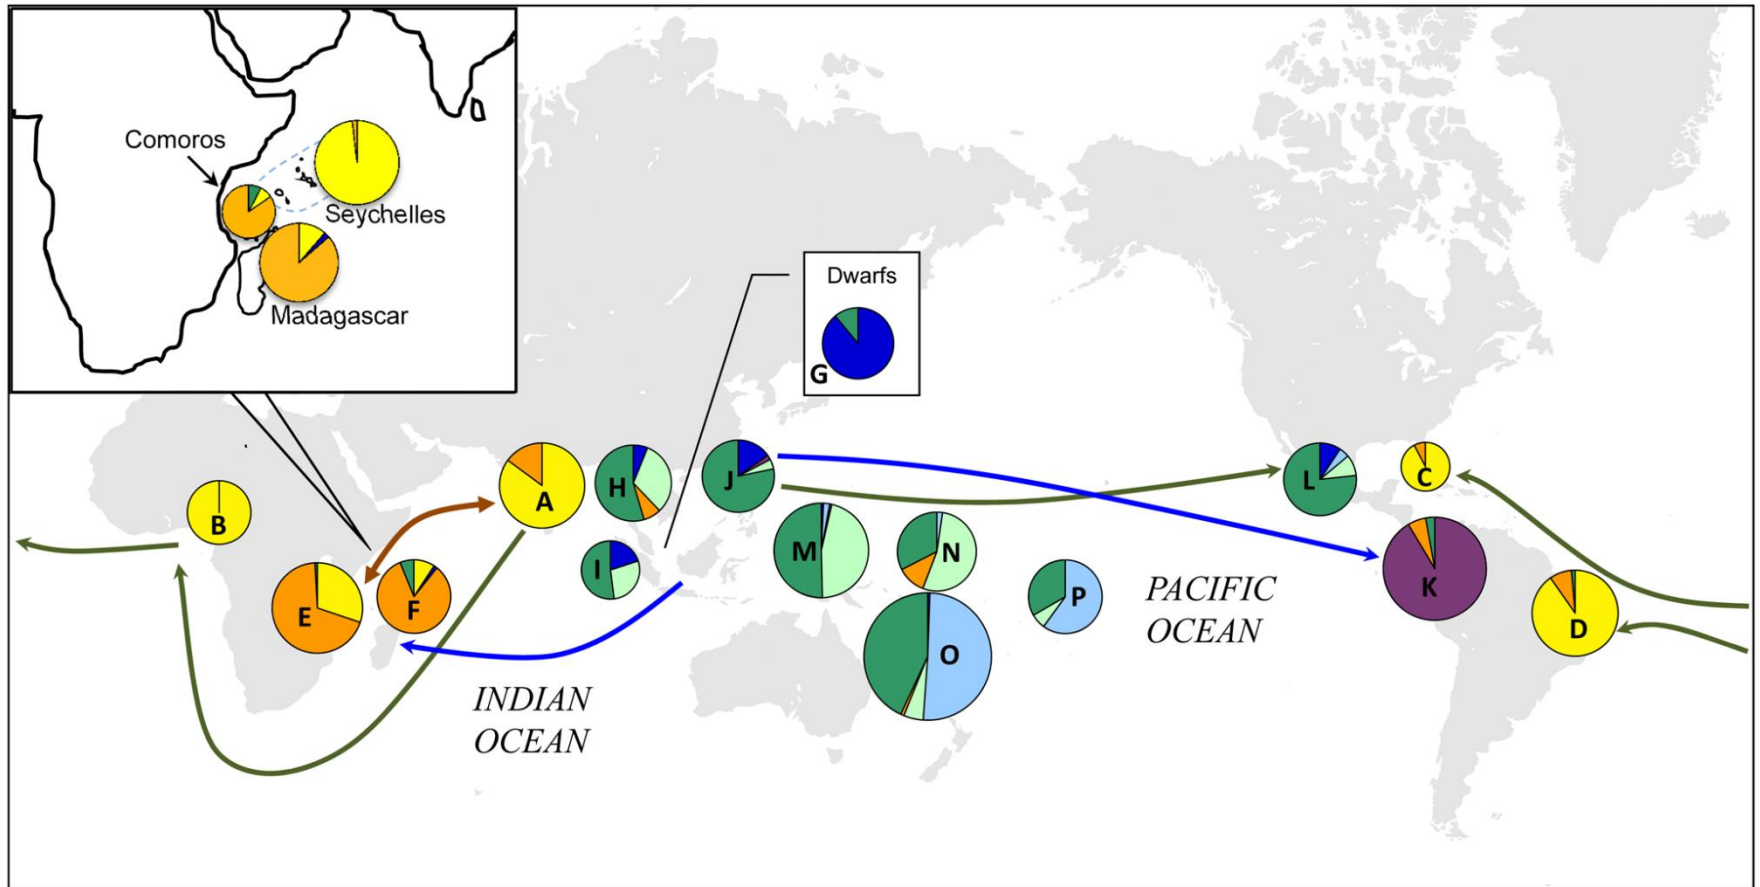 Comoros
Seychelles
Madagascar
Dwarfs
G
B
A
H
J
L
C
I
M
N
E
F
P
K
D
O
PACIFIC
OCEAN
INDIAN
OCEAN